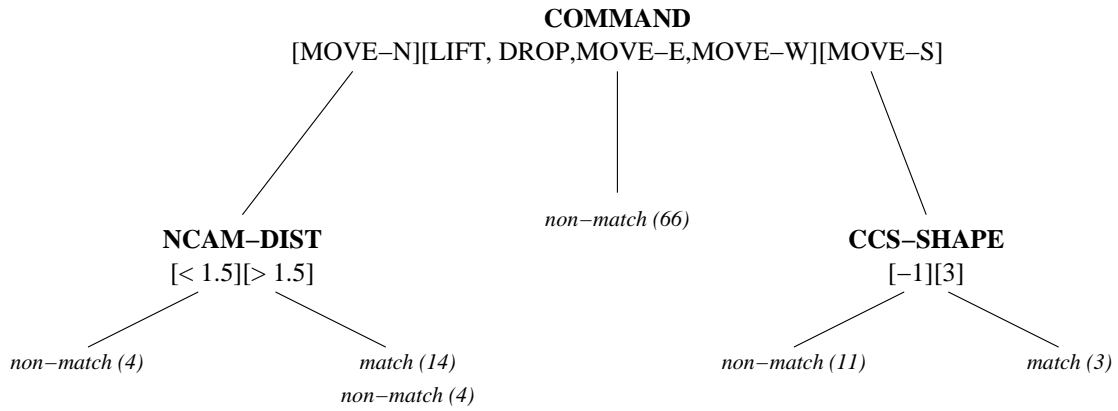 COMMAND
[MOVE−N][LIFT, DROP,MOVE−E,MOVE−W][MOVE−S]
non−match (66)
NCAM−DIST
[< 1.5][> 1.5]
CCS−SHAPE
[−1][3]
non−match (4)
match (14)
non−match (4)
non−match (11)
match (3)